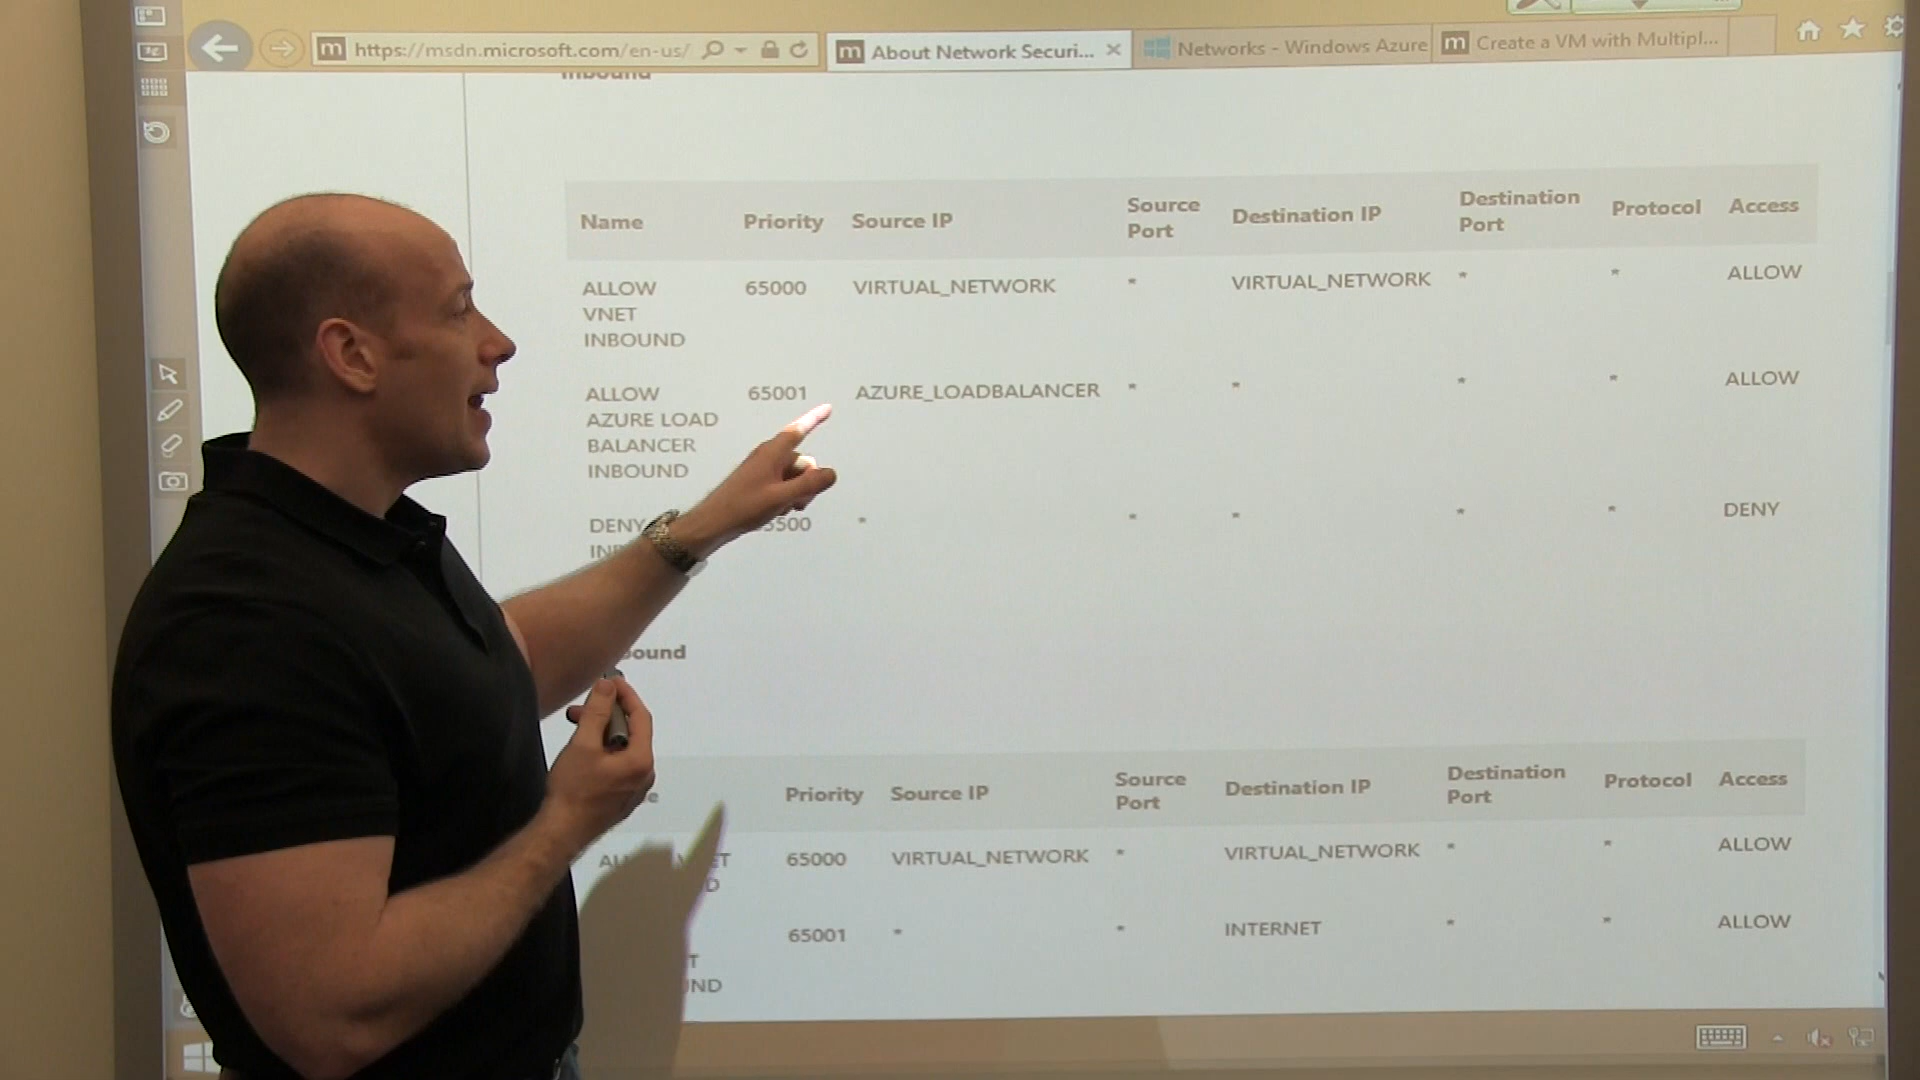 https://msdn.microsoft.com/en-us/
About Network Securi...
Networks - Windows Azure
Create a VM with Multipl...
Inbound
Name Priority Source IP Source Port Destination IP Destination Port Protocol Access
ALLOW VNET INBOUND 65000 VIRTUAL_NETWORK * VIRTUAL_NETWORK * * ALLOW
ALLOW AZURE LOAD BALANCER INBOUND 65001 AZURE_LOADBALANCER * * * * ALLOW
DENY * * * * * DENY
Priority Source IP Source Port Destination IP Destination Port Protocol Access
65000 VIRTUAL_NETWORK * VIRTUAL_NETWORK * * ALLOW
65001 * * INTERNET * * ALLOW